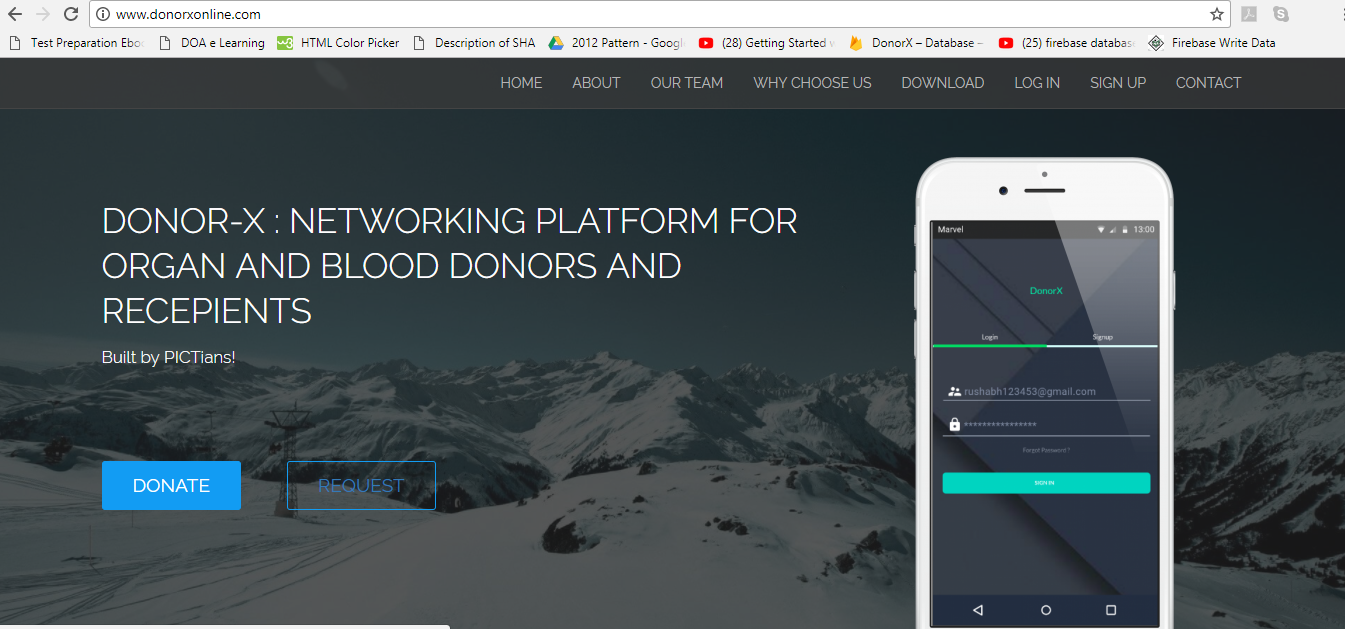 www.donorxonline.com
Test Preparation Eboo DOA e Learning HTML Color Picker Description of SHA 2012 Pattern - Googl (28) Getting Started w DonorX – Database – (25) firebase databas Firebase Write Data
HOME ABOUT OUR TEAM WHY CHOOSE US DOWNLOAD LOG IN SIGN UP CONTACT
DONOR-X : NETWORKING PLATFORM FOR
ORGAN AND BLOOD DONORS AND
RECEPIENTS
Built by PICTians!
DONATE REQUEST
Marvel 13:00
DonorX
Login Signup
rushabh123453@gmail.com
****************
Forgot Password ?
SIGN IN